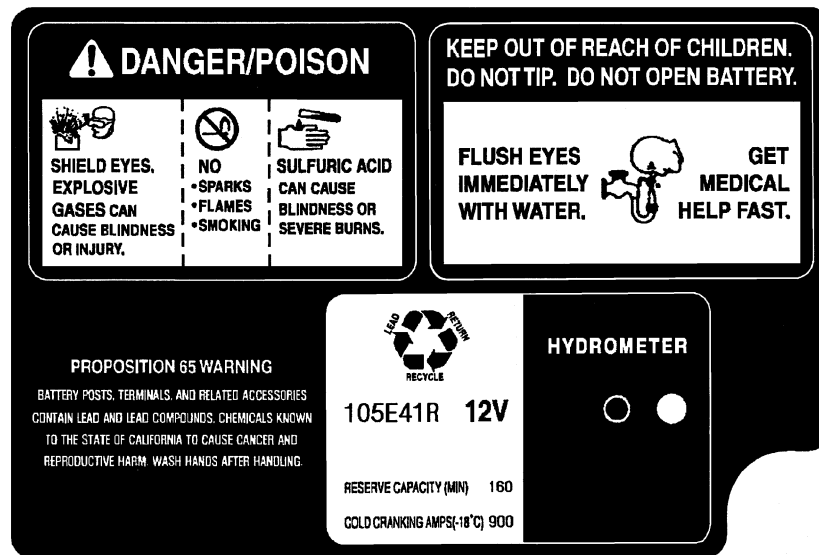 DANGER/POISON
SHIELD EYES.
EXPLOSIVE
GASES CAN
CAUSE BLINDNESS
OR INJURY.
NO
•SPARKS
•FLAMES
•SMOKING
SULFURIC ACID
CAN CAUSE
BLINDNESS OR
SEVERE BURNS.
KEEP OUT OF REACH OF CHILDREN.
DO NOT TIP. DO NOT OPEN BATTERY.
FLUSH EYES
IMMEDIATELY
WITH WATER.
GET
MEDICAL
HELP FAST.
PROPOSITION 65 WARNING
BATTERY POSTS, TERMINALS, AND RELATED ACCESSORIES
CONTAIN LEAD AND LEAD COMPOUNDS, CHEMICALS KNOWN
TO THE STATE OF CALIFORNIA TO CAUSE CANCER AND
REPRODUCTIVE HARM. WASH HANDS AFTER HANDLING.
LEAD
RETURN
RECYCLE
105E41R 12V
RESERVE CAPACITY (MIN) 160
COLD CRANKING AMPS(-18°C) 900
HYDROMETER